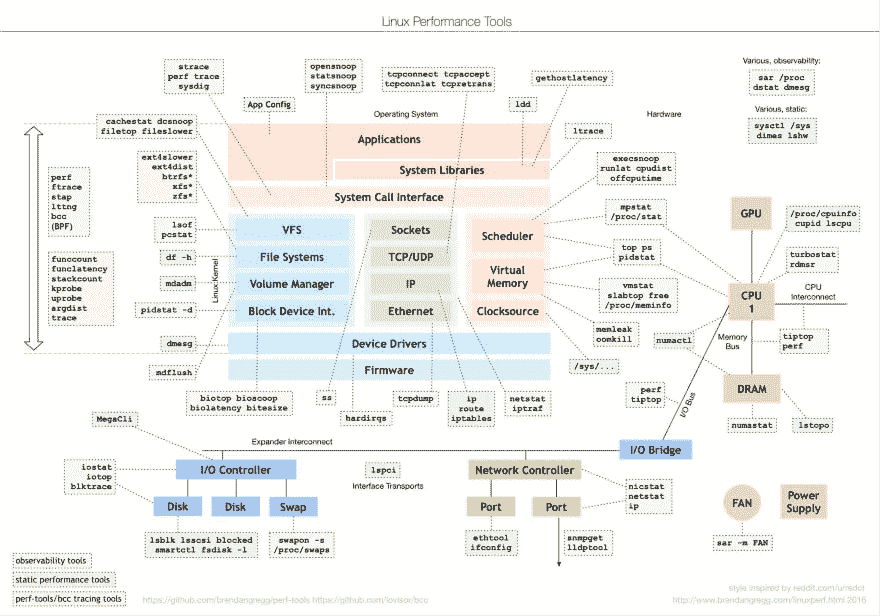 Linux Performance Tools
strace
perf trace
sysdig
opensnoop
statsnoop
syncsnoop
tcpconnect tcpaccept
tcpconnlat tcpretrans
gethostlatency
Various, observability:
sar /proc
dstat dmesg
App Config
Operating System
ldd
Hardware
Various, static:
sysctl /sys
dimes lshw
cachestat dcsnoop
filetop fileslower
Applications
ltrace
System Libraries
ext4slower
ext4dist
btrfs*
xfs*
zfs*
execsnoop
runlat cpudist
offcputime
perf
ftrace
stap
lttng
bcc
(BPF)
System Call Interface
mpstat
/proc/stat
GPU
/proc/cpuinfo
cupid lscpu
lsof
pcstat
VFS
Sockets
Scheduler
df -h
File Systems
TCP/UDP
top ps
pidstat
turbostat
rdmsr
funccount
funclatency
stackcount
kprobe
uprobe
argdist
trace
Linux Kernel
mdadm
Volume Manager
IP
Virtual
Memory
vmstat
slabtop free
/proc/meminfo
CPU
1
CPU
Interconnect
pidstat -d
Block Device Int.
Ethernet
Clocksource
memleak
oomkill
numactl
Memory
Bus
tiptop
perf
dmesg
Device Drivers
mdflush
Firmware
/sys/...
perf
tiptop
I/O Bus
DRAM
biotop biosnoop
biolatency bitesize
ss
hardirqs
tcpdump
ip
route
iptables
netstat
iptraf
numastat
lstopo
MegaCli
Expander Interconnect
I/O Bridge
iostat
iotop
blktrace
I/O Controller
lspci
Interface Transports
Network Controller
nicstat
netstat
ip
Disk
Disk
Swap
Port
Port
FAN
Power
Supply
lsblk lsscsi blocked
smartctl fsdisk -l
swapon -s
/proc/swaps
ethtool
ifconfig
snmpget
lldptool
sar -m FAN
observability tools
static performance tools
perf-tools/bcc tracing tools
https://github.com/brendangregg/perf-tools https://github.com/iovisor/bcc
style inspired by reddit.com/u/redct
http://www.brendangregg.com/linuxperf.html 2016